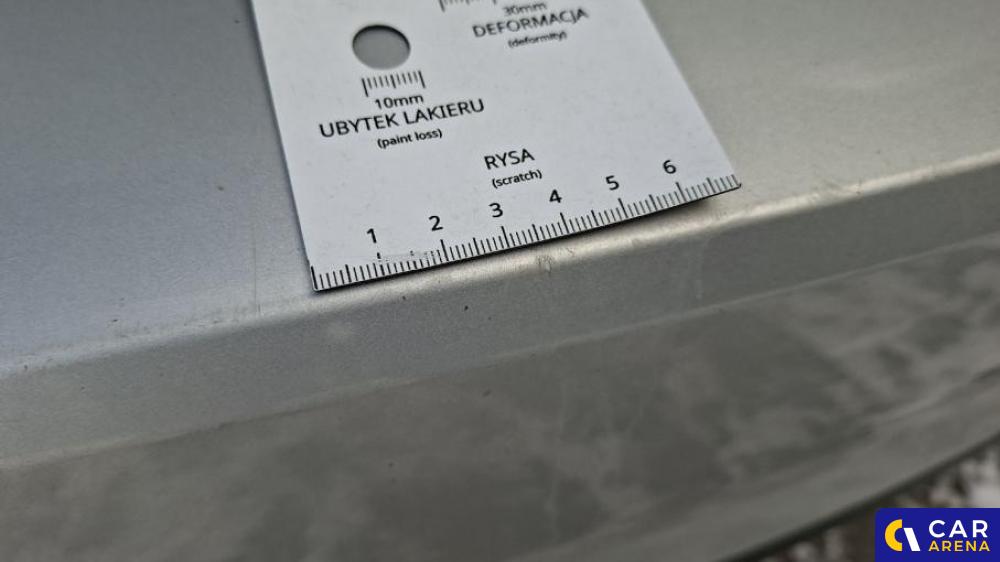 30mm
DEFORMACJA
(deformity)
10mm
UBYTEK LAKIERU
(paint loss)
RYSA
(scratch)
1 2 3 4 5 6
CAR
ARENA